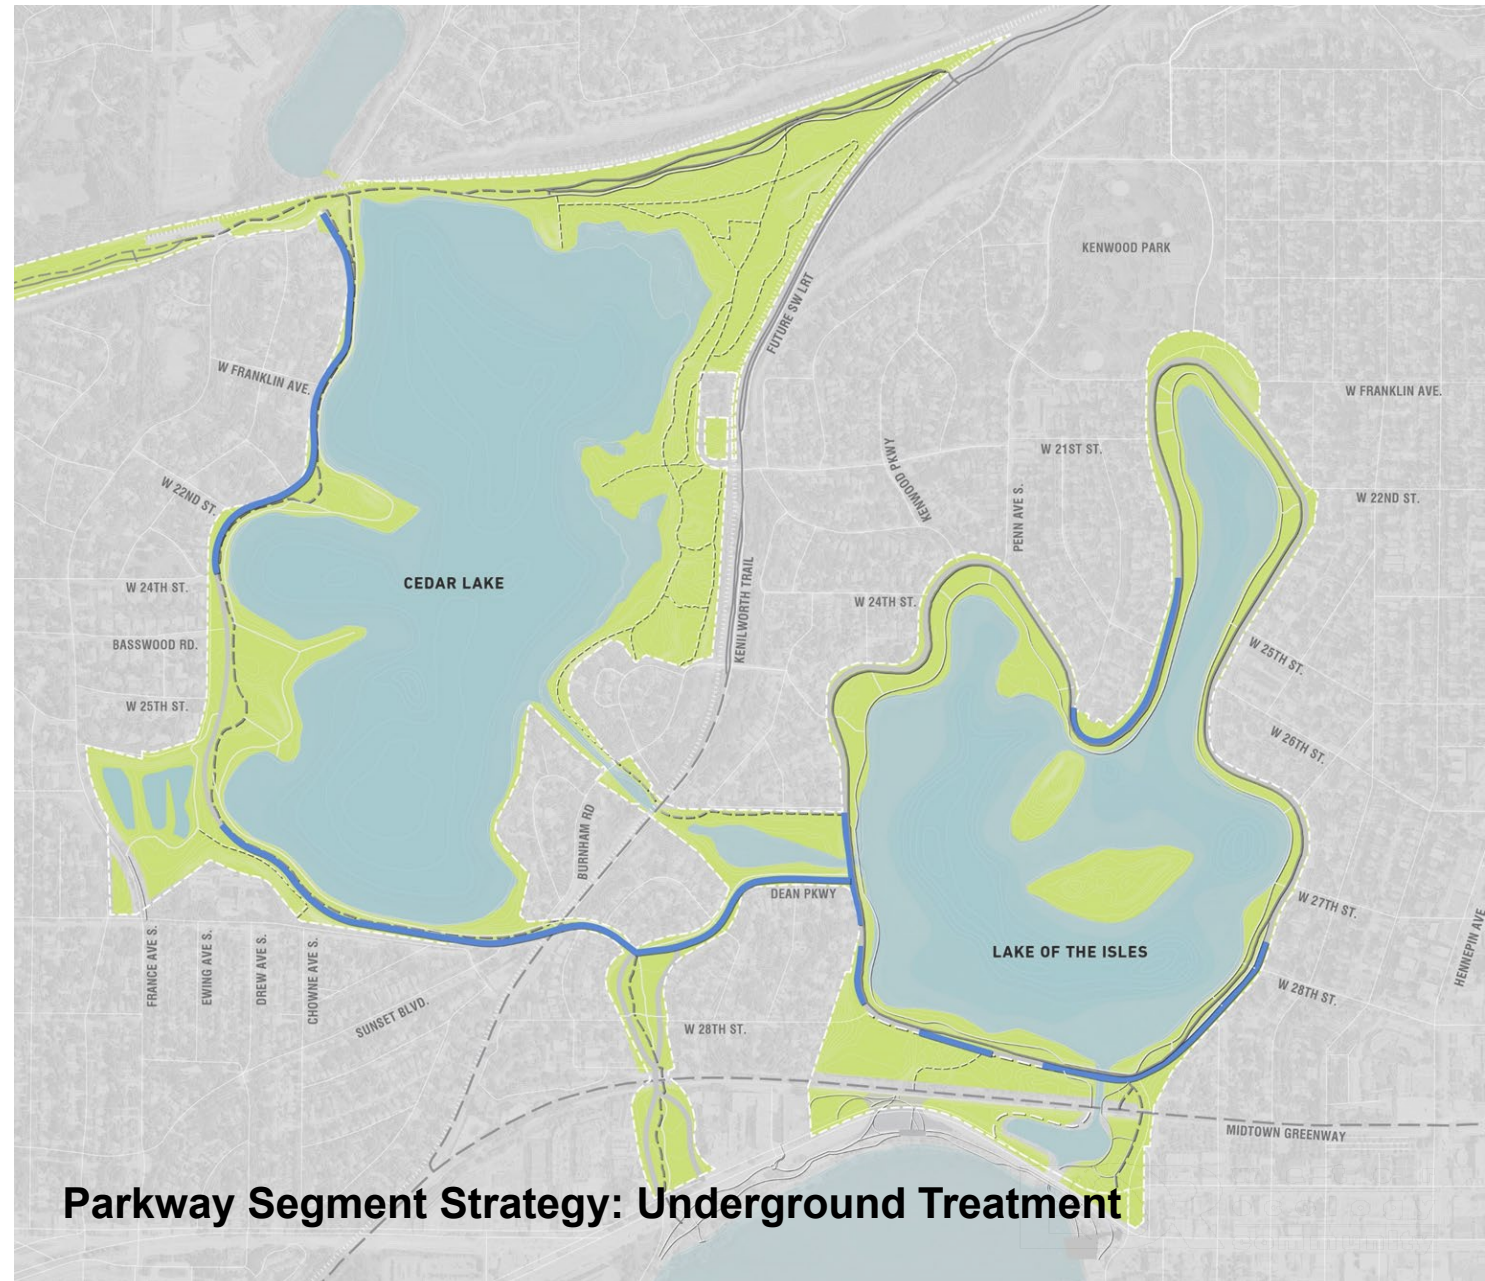 KENWOOD PARK
FUTURE SW LRT
W FRANKLIN AVE.
W FRANKLIN AVE.
W 21ST ST.
KENWOOD PKWY
W 22ND ST.
W 22ND ST.
PENN AVE S.
CEDAR LAKE
W 24TH ST.
W 24TH ST.
KENILWORTH TRAIL
BASSWOOD RD.
W 25TH ST.
W 25TH ST.
W 26TH ST.
BURNHAM RD
DEAN PKWY
W 27TH ST.
LAKE OF THE ISLES
HENNEPIN AVE
FRANCE AVE S.
EWING AVE S.
DREW AVE S.
CHOWNE AVE S.
W 28TH ST.
SUNSET BLVD.
W 28TH ST.
MIDTOWN GREENWAY
Parkway Segment Strategy: Underground Treatment